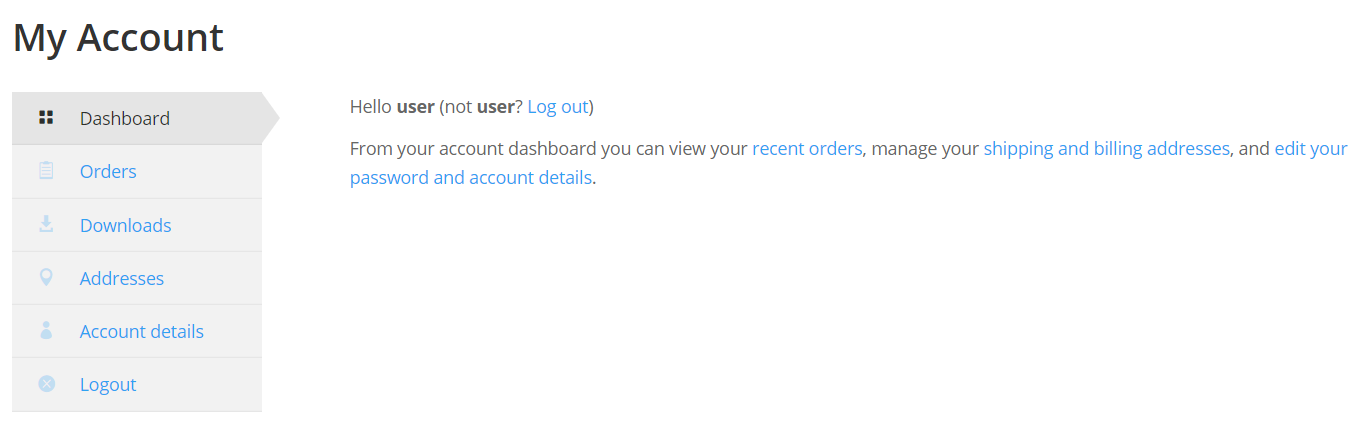 My Account
Dashboard
Orders
Downloads
Addresses
Account details
Logout
Hello user (not user? Log out)
From your account dashboard you can view your recent orders, manage your shipping and billing addresses, and edit your
password and account details.